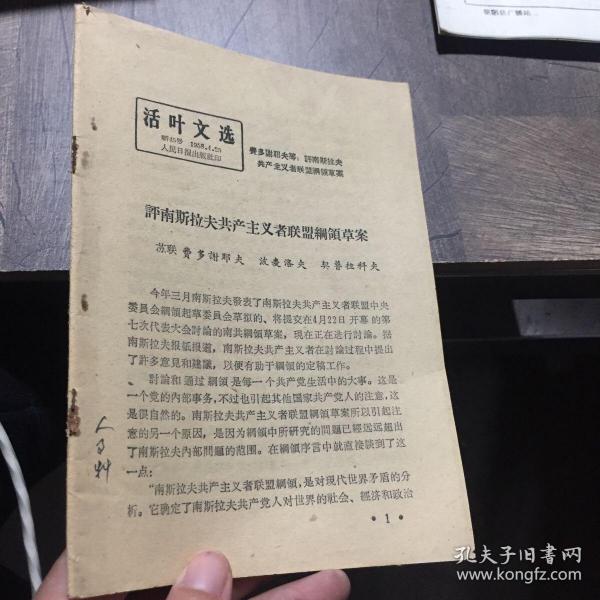 活叶文选
新45号 1958.4.25
人民日报出版社印
費多謝耶夫等：評南斯拉夫
共产主义者联盟綱領草案
評南斯拉夫共产主义者联盟綱領草案
苏联 費多謝耶夫 波麦洛夫 契普拉科夫
今年三月南斯拉夫發表了南斯拉夫共产主义者联盟中央
委員会綱領起草委員会草拟的、将提交在4月22日开幕的第
七次代表大会討論的南共綱領草案，現在正在进行討論。据
南斯拉夫报紙报道，南斯拉夫共产主义者在討論过程中提出
了許多意見和建議，以便有助于綱領的定稿工作。
討論和通过綱領是每一个共产党生活中的大事。这是
一个党的内部事务，不过也引起其他国家共产党人的注意，这
是很自然的。南斯拉夫共产主义者联盟綱領草案所以引起注
意的另一个原因，是因为綱領中所研究的問題已經远远超出
了南斯拉夫内部問題的范围。在綱領序言中就直接談到了这
一点：
“南斯拉夫共产主义者联盟綱領，是对現代世界矛盾的分
析。它确定了南斯拉夫共产党人对世界的社会、經济和政治
·1·
孔夫子旧书网
www.kongfz.com